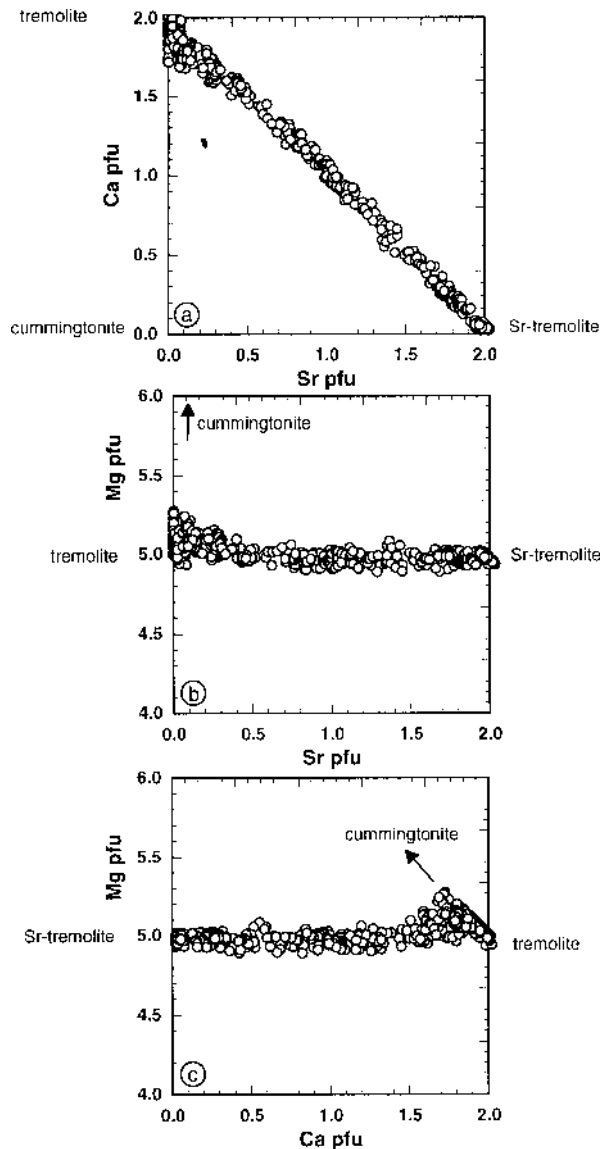 tremolite
2.0
1.5
Ca pfu
1.0
0.5
cummingtonite
0.0
a
Sr-tremolite
0.0 0.5 1.0 1.5 2.0
Sr pfu
6.0
cummingtonite
5.5
Mg pfu
tremolite
5.0
Sr-tremolite
4.5
b
4.0
0.0 0.5 1.0 1.5 2.0
Sr pfu
6.0
cummingtonite
5.5
Mg pfu
Sr-tremolite
5.0
tremolite
4.5
c
4.0
0.0 0.5 1.0 1.5 2.0
Ca pfu